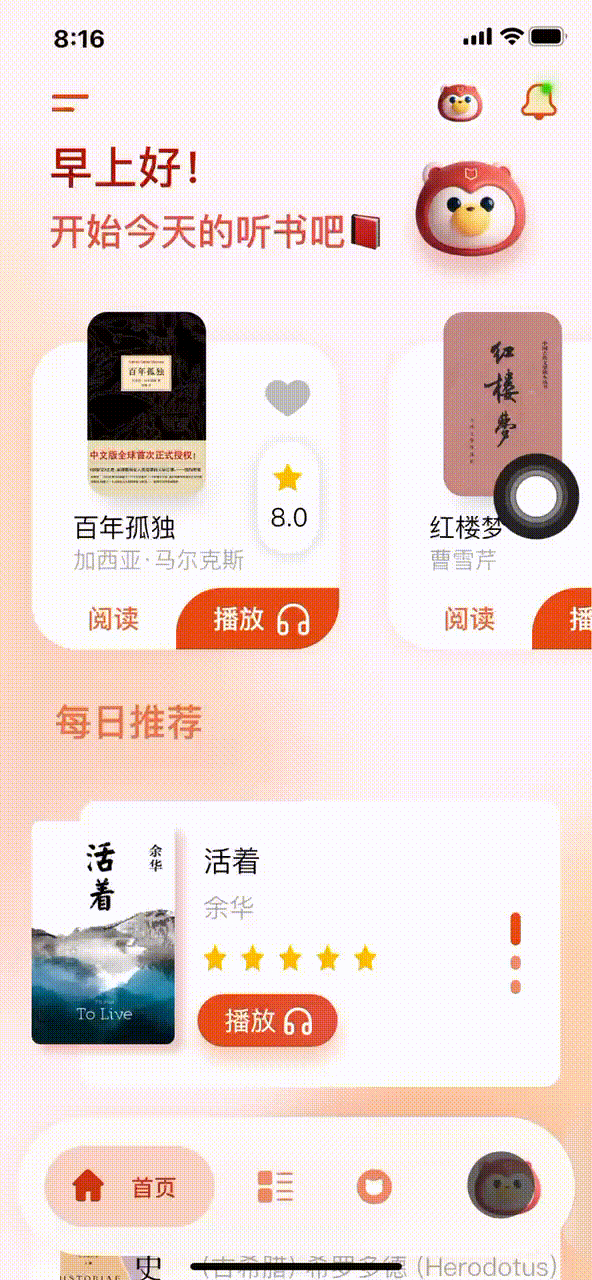 8:16
早上好!
开始今天的听书吧
百年孤独
中文版全球首次正式授权!
百年孤独
加西亚·马尔克斯
8.0
阅读
播放
红楼梦
红楼梦
曹雪芹
阅读
播
每日推荐
活着
余华
To Live
活着
余华
播放
首页
史
(古希腊) 希罗多德 (Herodotus)